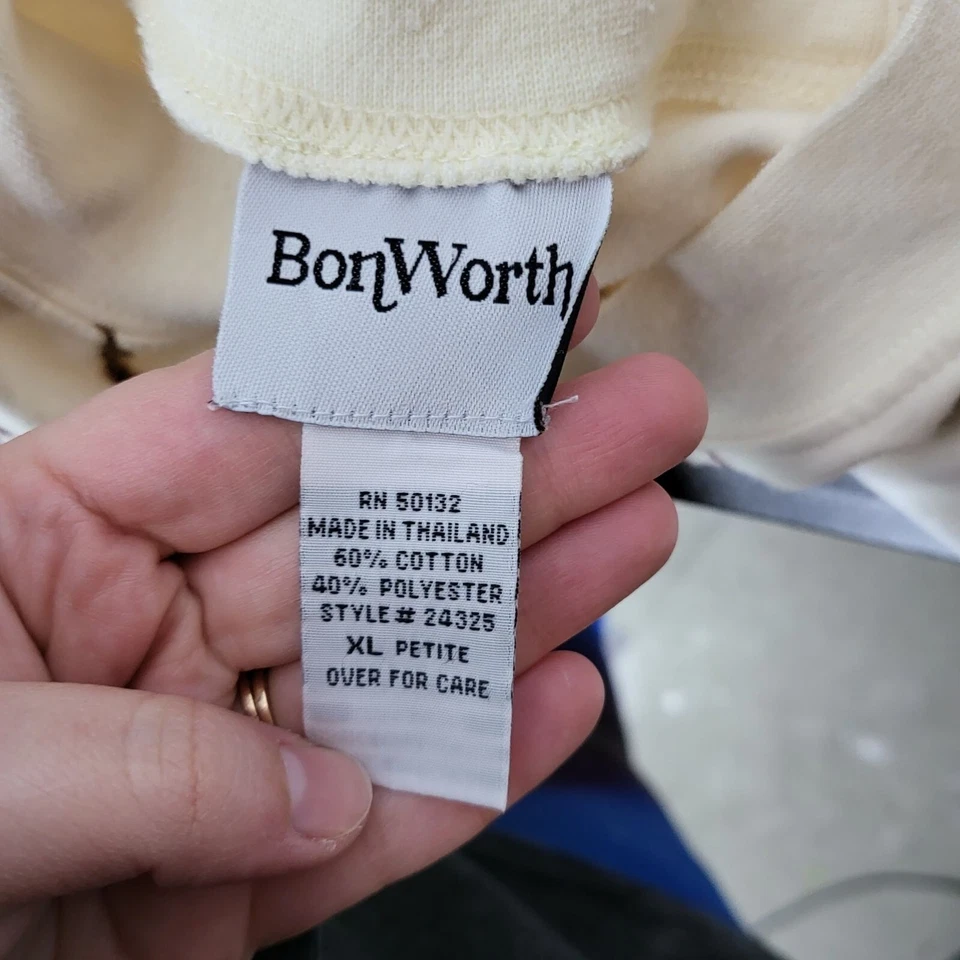 BonWorth
RN 50132
MADE IN THAILAND
60% COTTON
40% POLYESTER
STYLE # 24325
XL PETITE
OVER FOR CARE